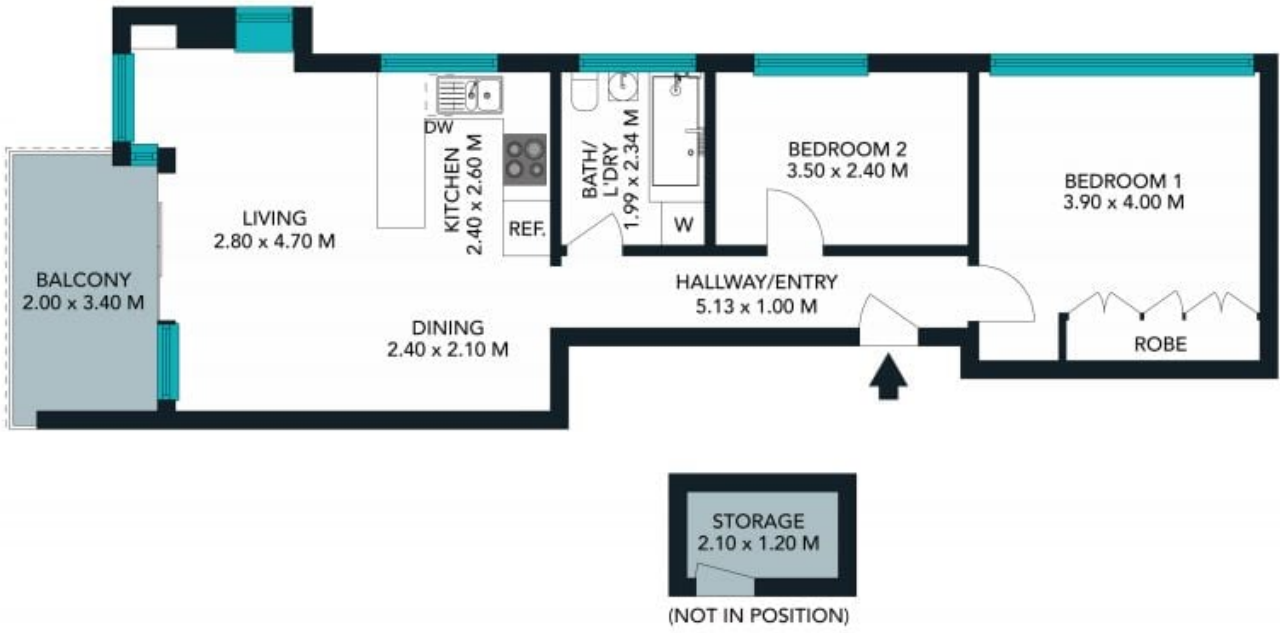 BALCONY
2.00 x 3.40 M
LIVING
2.80 x 4.70 M
DINING
2.40 x 2.10 M
DW
KITCHEN
2.40 x 2.60 M
REF.
BATH/
L'DRY
1.99 x 2.34 M
W
BEDROOM 2
3.50 x 2.40 M
HALLWAY/ENTRY
5.13 x 1.00 M
BEDROOM 1
3.90 x 4.00 M
ROBE
STORAGE
2.10 x 1.20 M
(NOT IN POSITION)